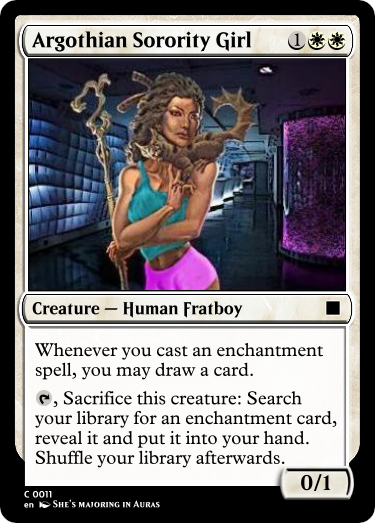 Argothian Sorority Girl 1
Creature — Human Fratboy
Whenever you cast an enchantment
spell, you may draw a card.
, Sacrifice this creature: Search
your library for an enchantment card,
reveal it and put it into your hand.
Shuffle your library afterwards.
0/1
C 0011
en She's majoring in Auras